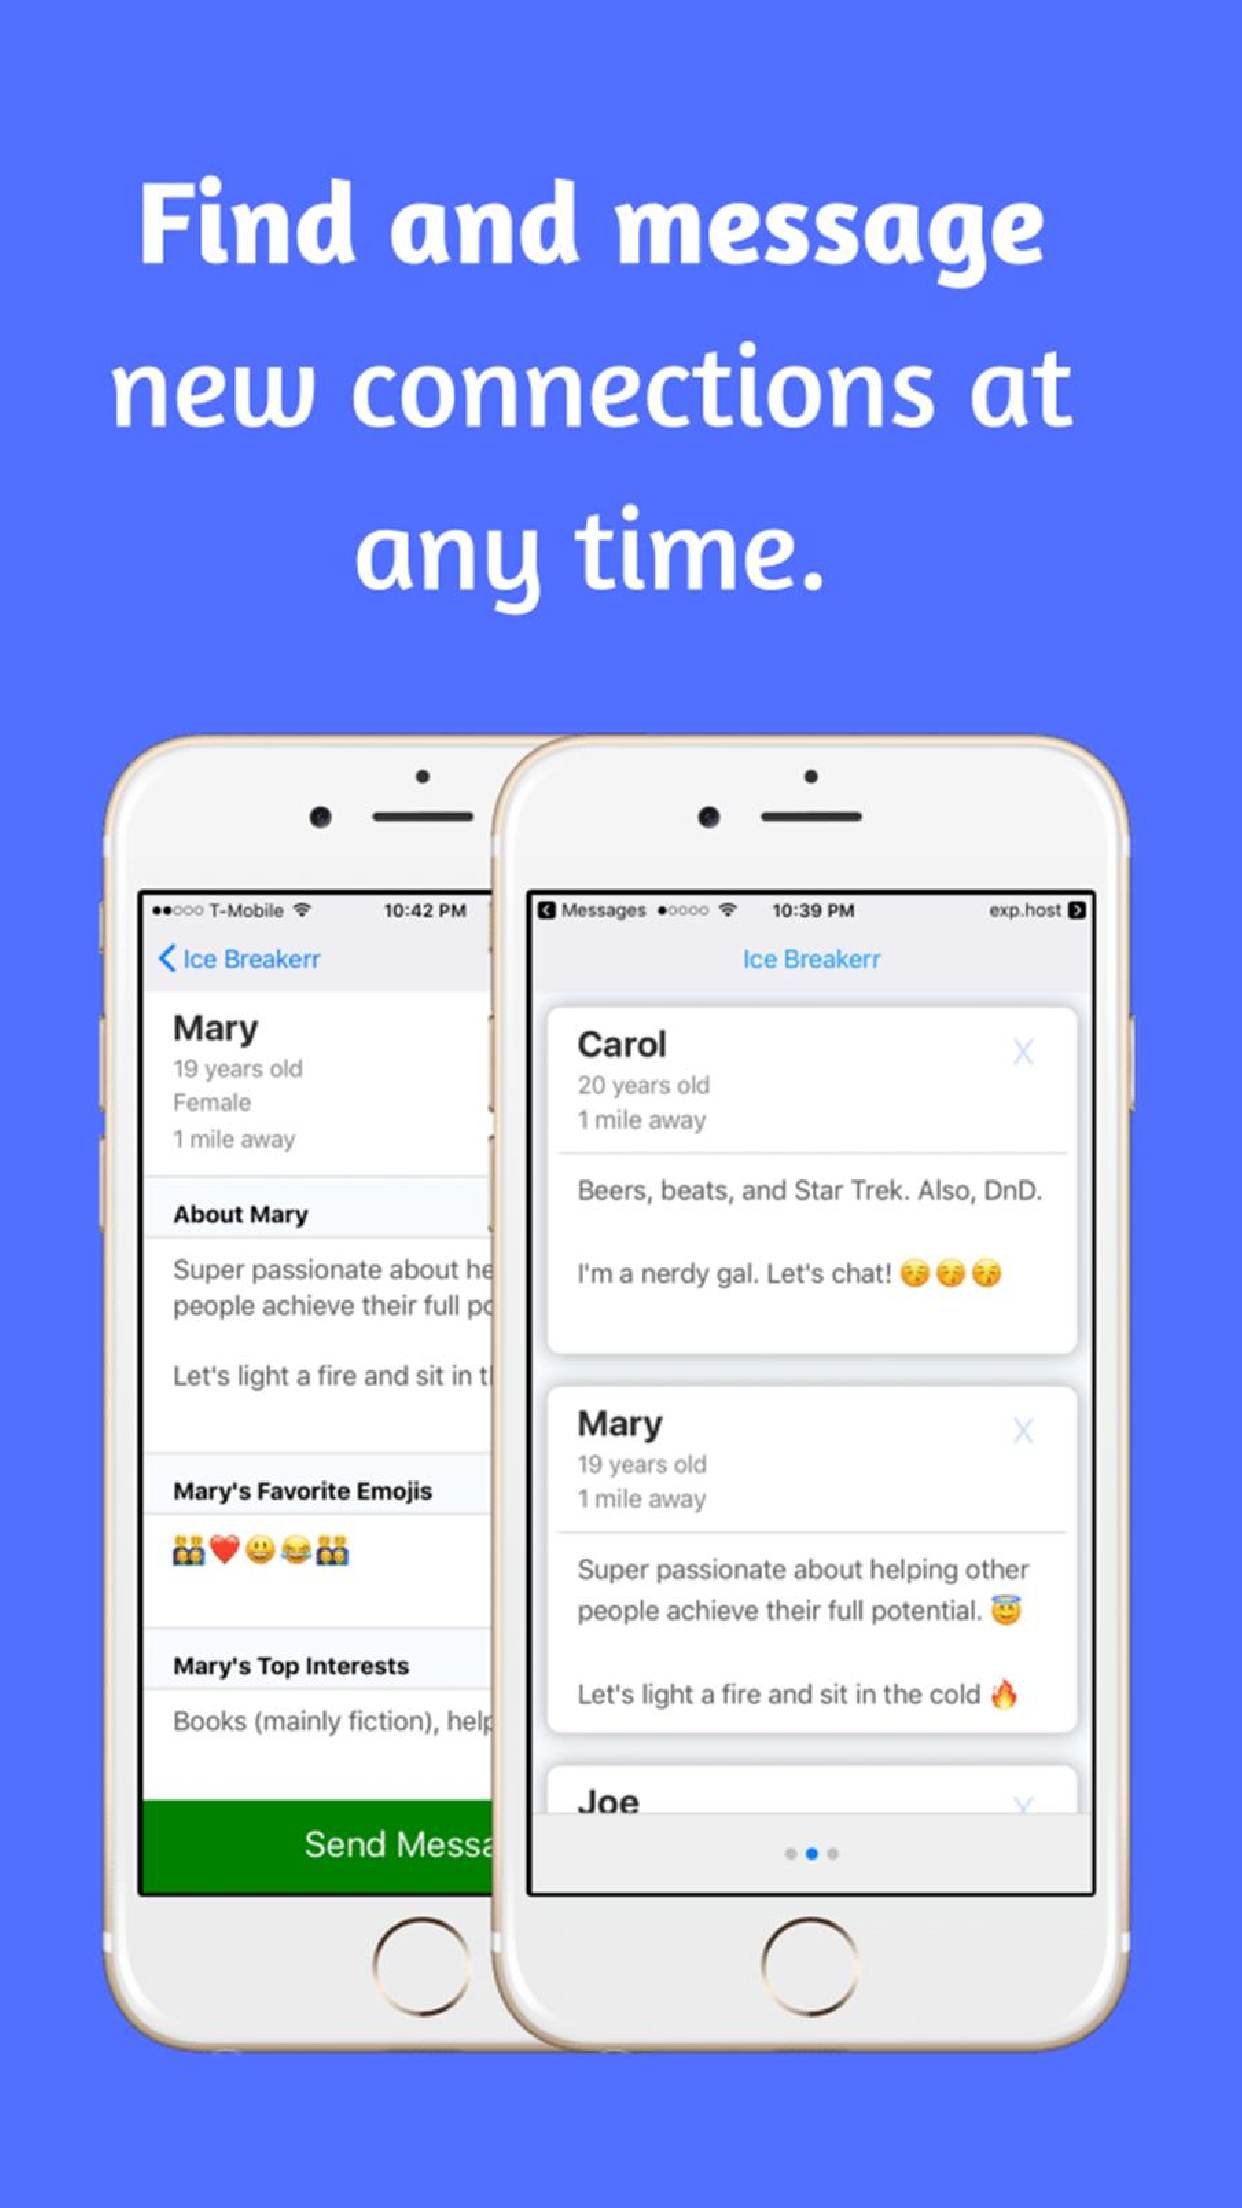 Find and message
new connections at
any time.
T-Mobile 10:42 PM
Ice Breakerr
Mary
19 years old
Female
1 mile away
About Mary
Super passionate about he
people achieve their full po
Let's light a fire and sit in t
Mary's Favorite Emojis
👬❤️😃😂👬
Mary's Top Interests
Books (mainly fiction), help
Send Messa
Messages 10:39 PM exp.host
Ice Breakerr
Carol
X
20 years old
1 mile away
Beers, beats, and Star Trek. Also, DnD.
I'm a nerdy gal. Let's chat! 😚😚😚
Mary
X
19 years old
1 mile away
Super passionate about helping other
people achieve their full potential. 😇
Let's light a fire and sit in the cold 🔥
Joe
X